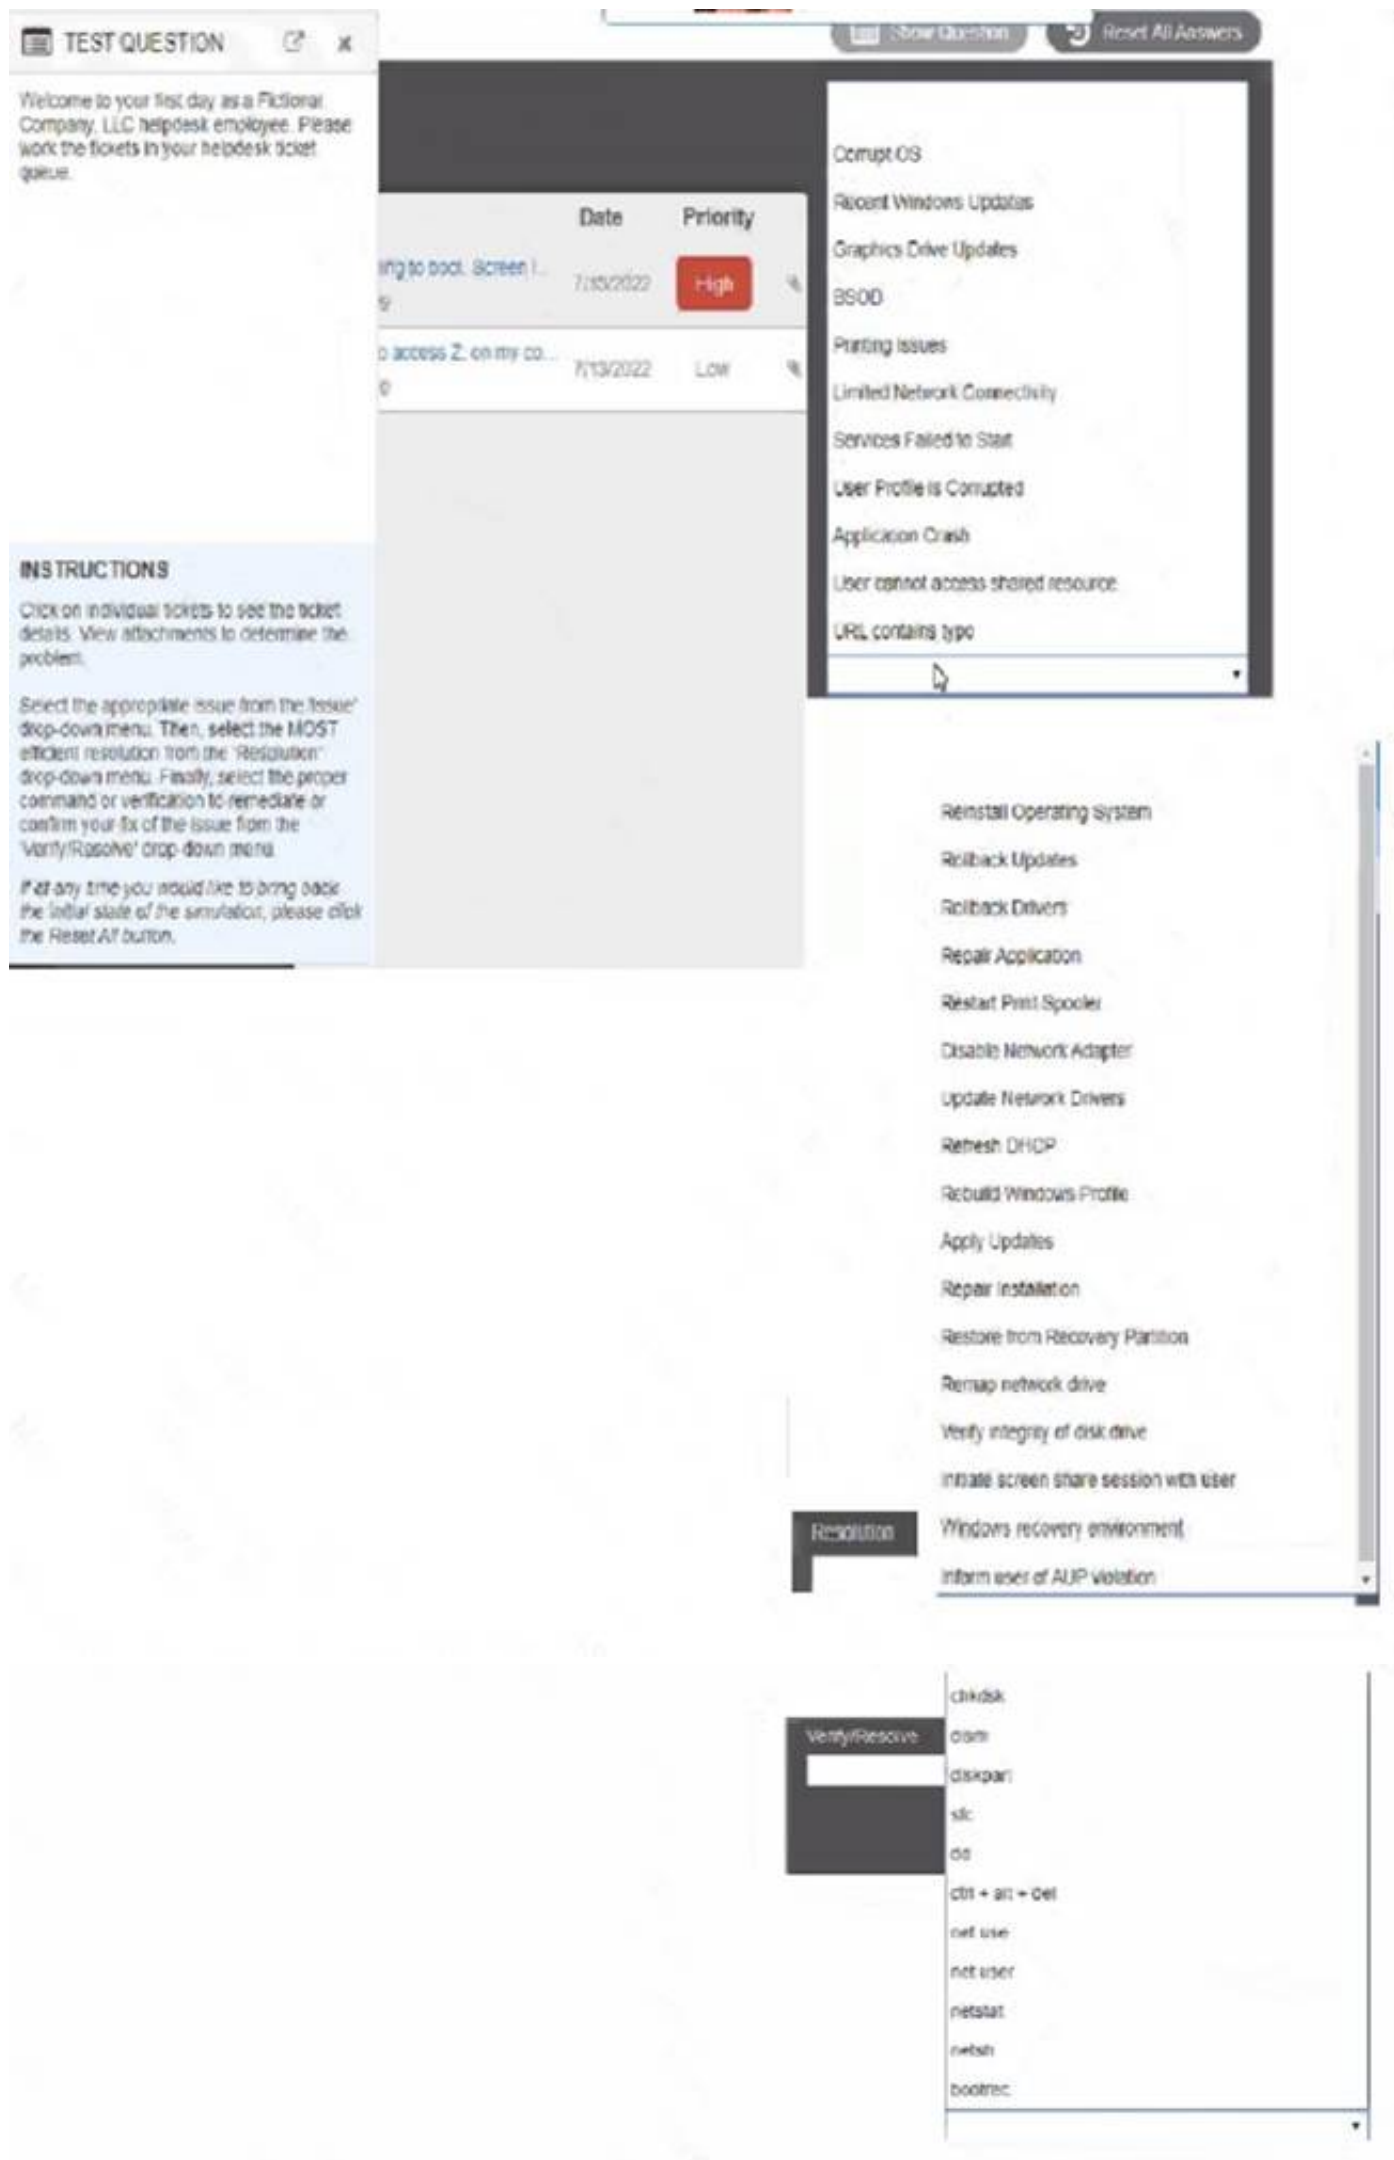 TEST QUESTION
Show Question
Reset All Answers
Welcome to your first day as a Fictional
Company, LLC helpdesk employee. Please
work the tickets in your helpdesk ticket
queue.
Date
Priority
ing to boot. Screen i...
7/15/2022
High
o access Z: on my co...
7/13/2022
Low
INSTRUCTIONS
Click on individual tickets to see the ticket
details. View attachments to determine the
problem.
Select the appropriate issue from the 'Issue'
drop-down menu. Then, select the MOST
efficient resolution from the 'Resolution'
drop-down menu. Finally, select the proper
command or verification to remediate or
confirm your fix of the issue from the
'Verify/Resolve' drop-down menu.
If at any time you would like to bring back
the initial state of the simulation, please click
the Reset All button.
Corrupt OS
Recent Windows Updates
Graphics Drive Updates
BSOD
Printing Issues
Limited Network Connectivity
Services Failed to Start
User Profile is Corrupted
Application Crash
User cannot access shared resource
URL contains typo
Reinstall Operating System
Rollback Updates
Rollback Drivers
Repair Application
Restart Print Spooler
Disable Network Adapter
Update Network Drivers
Refresh DHCP
Rebuild Windows Profile
Apply Updates
Repair Installation
Restore from Recovery Partition
Remap network drive
Verify integrity of disk drive
Initiate screen share session with user
Resolution
Windows recovery environment
Inform user of AUP violation
chkdsk
Verify/Resolve
dism
diskpart
sfc
dd
ctrl + alt + del
net use
net user
netstat
netsh
bootrec